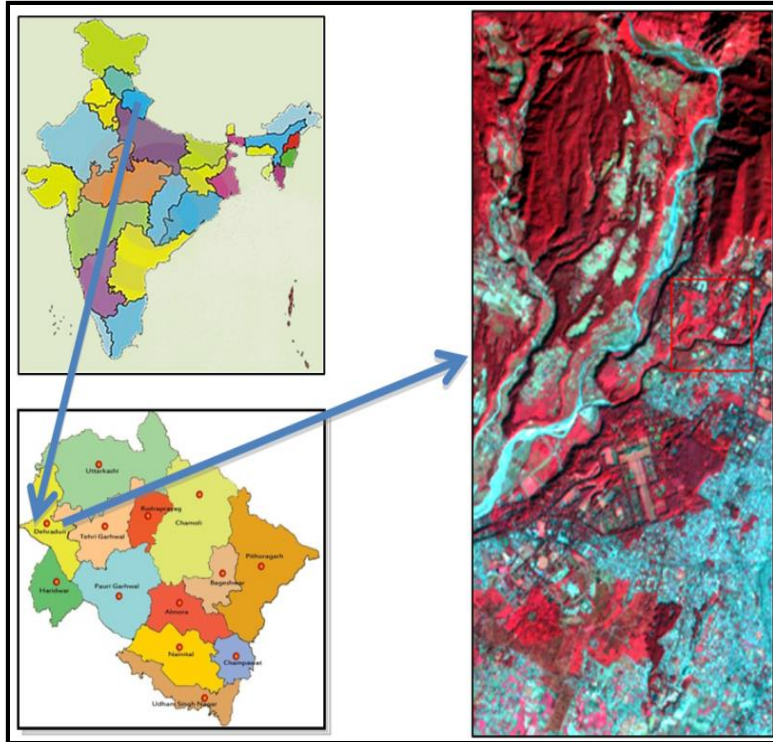 Uttarkashi
Rudraprayag
Chamoli
Dehradun
Tehri Garhwal
Pithoragarh
Haridwar
Pauri Garhwal
Bageshwar
Almora
Nainital
Champawat
Udham Singh Nagar